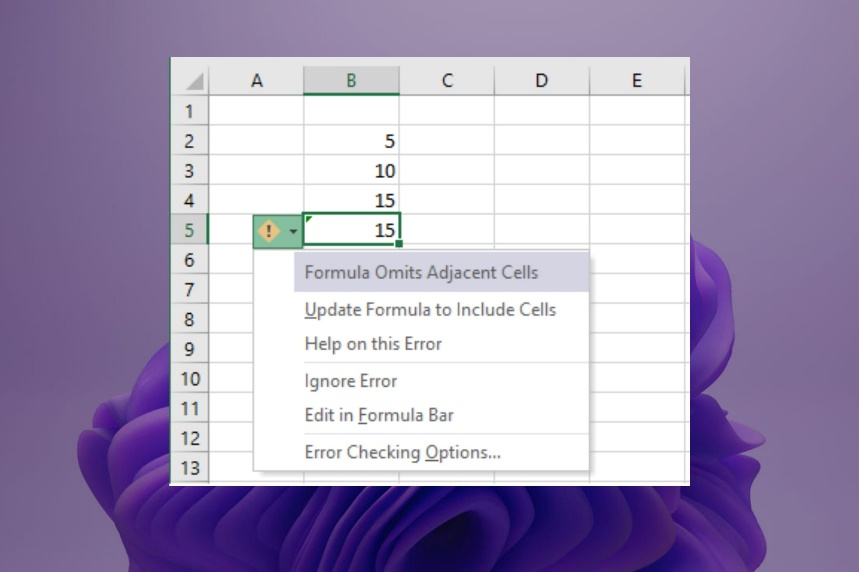 A B C D E
1
2 5
3 10
4 15
5 ! 15
6
Formula Omits Adjacent Cells
7
Update Formula to Include Cells
8
Help on this Error
9
10
Ignore Error
11
Edit in Formula Bar
12
Error Checking Options...
13